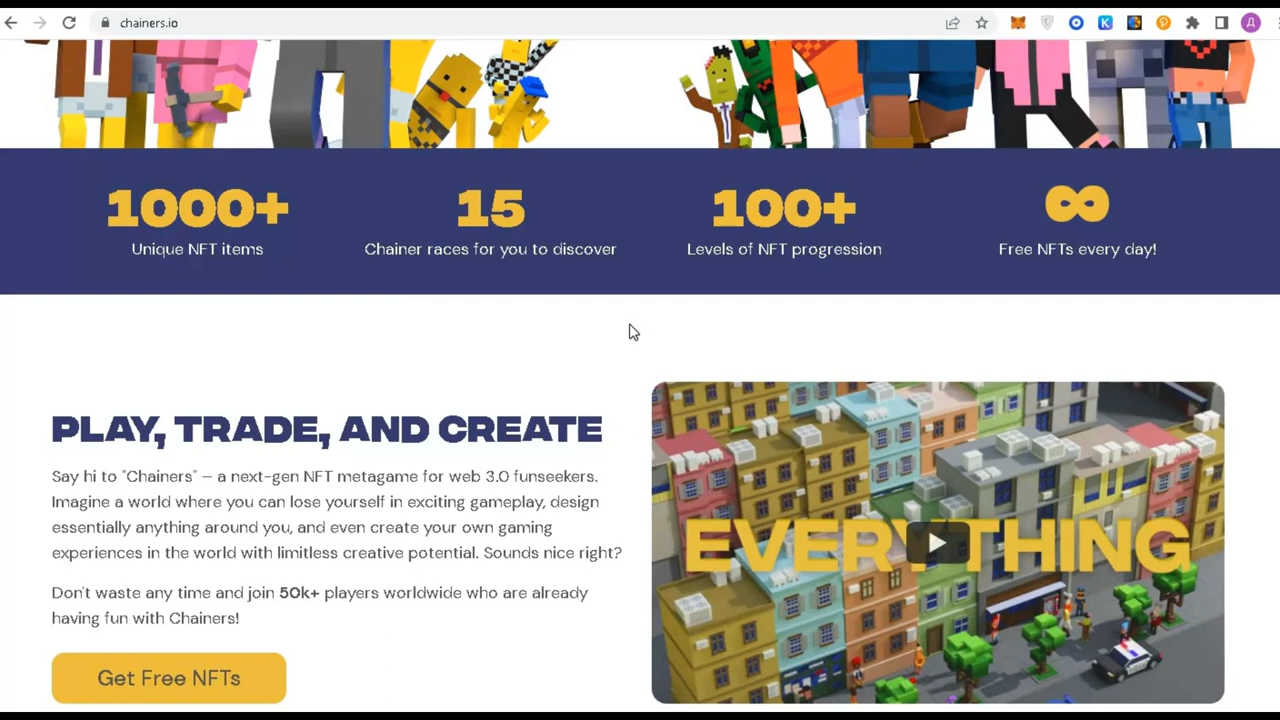 chainers.io
Д
1000+
Unique NFT items
15
Chainer races for you to discover
100+
Levels of NFT progression
∞
Free NFTs every day!
PLAY, TRADE, AND CREATE
Say hi to "Chainers" – a next-gen NFT metagame for web 3.0 funseekers.
Imagine a world where you can lose yourself in exciting gameplay, design
essentially anything around you, and even create your own gaming
experiences in the world with limitless creative potential. Sounds nice right?
Don't waste any time and join 50k+ players worldwide who are already
having fun with Chainers!
Get Free NFTs
EVERYTHING